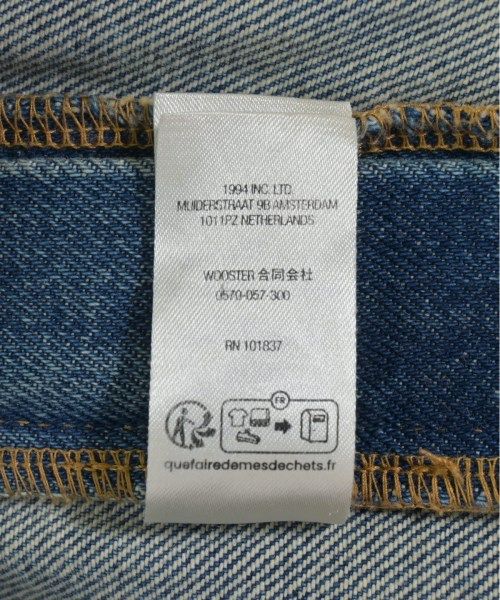 1994 INC. LTD.
MUIDERSTRAAT 9B AMSTERDAM
1011PZ NETHERLANDS
WOOSTER 合同会社
0570-057-300
RN 101837
FR
quefairedemesdechets.fr